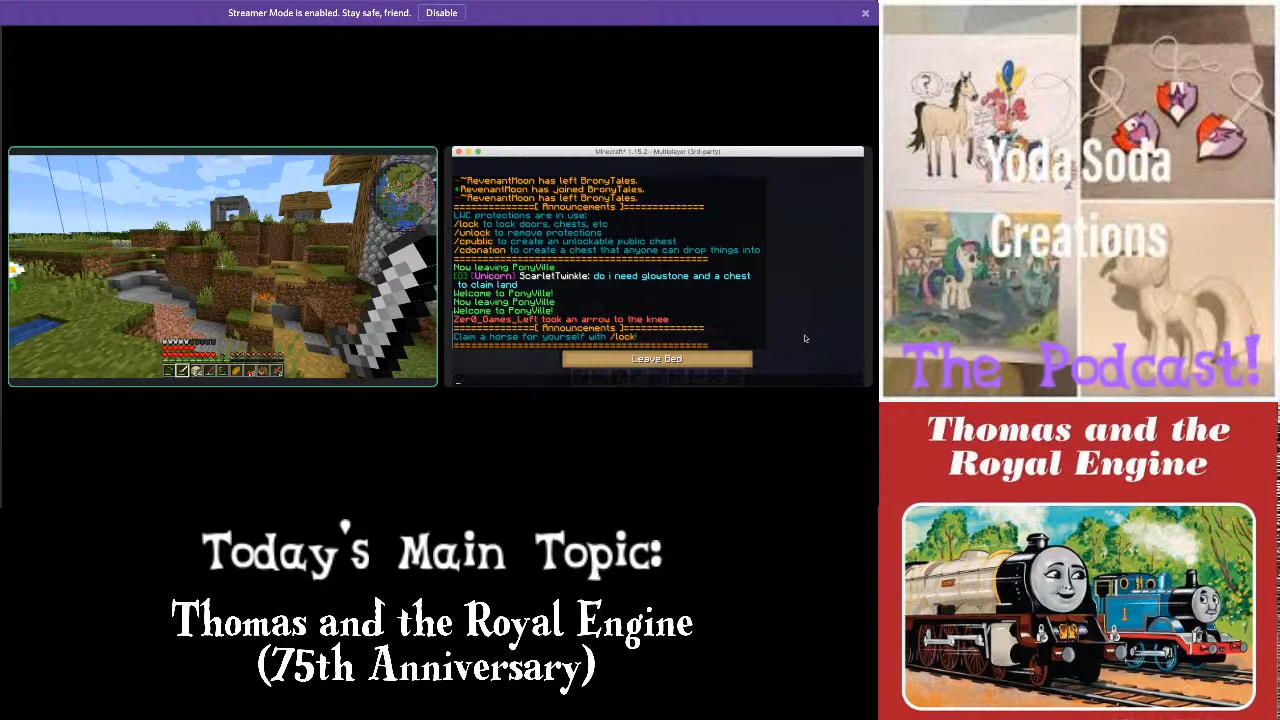 Streamer Mode is enabled. Stay safe, friend.
Disable
Minecraft* 1.15.2 - Multiplayer (3rd-party)
~RevenantMoon has left BronyTales.
+RevenantMoon has joined BronyTales.
~RevenantMoon has left BronyTales.
==============[ Announcements ]==============
LWC protections are in use:
/lock to lock doors, chests, etc
/unlock to remove protections
/cpublic to create an unlockable public chest
/cdonation to create a chest that anyone can drop things into
Now leaving PonyVille
[O] [Unicorn] ScarletTwinkle: do i need glowstone and a chest
to claim land
Welcome to PonyVille!
Now leaving PonyVille
Welcome to PonyVille!
Zer0_Games_Left took an arrow to the knee
==============[ Announcements ]==============
Claim a horse for yourself with /lock!
Leave Bed
Yoda Soda
Creations
The Podcast!
Thomas and the
Royal Engine
Today's Main Topic:
Thomas and the Royal Engine
(75th Anniversary)